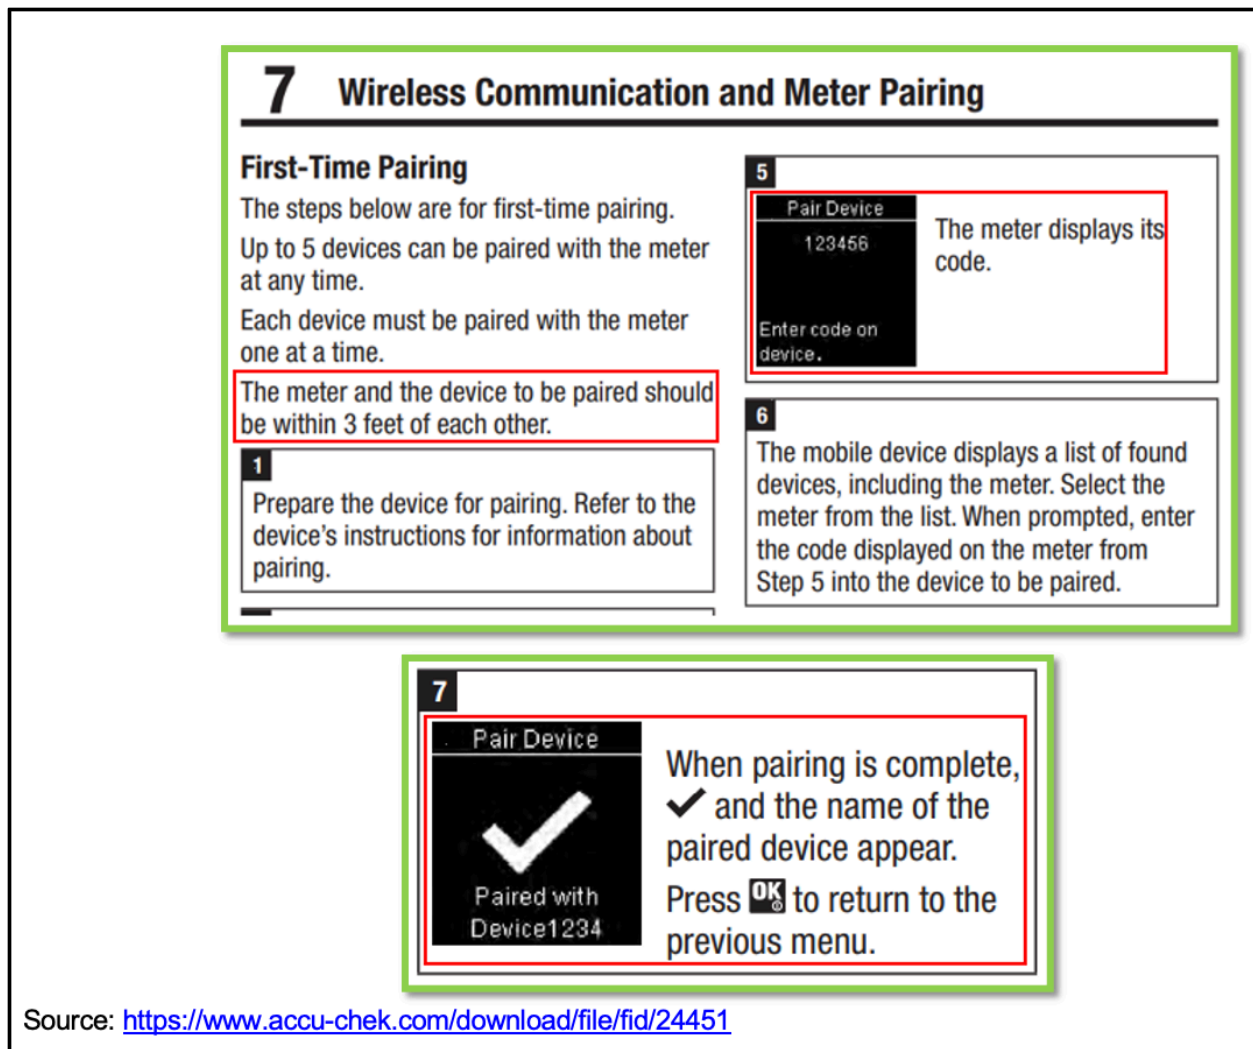 7 Wireless Communication and Meter Pairing
First-Time Pairing
The steps below are for first-time pairing.
Up to 5 devices can be paired with the meter
at any time.
Each device must be paired with the meter
one at a time.
The meter and the device to be paired should
be within 3 feet of each other.
1
Prepare the device for pairing. Refer to the
device's instructions for information about
pairing.
5
Pair Device
123456
Enter code on
device.
The meter displays its
code.
6
The mobile device displays a list of found
devices, including the meter. Select the
meter from the list. When prompted, enter
the code displayed on the meter from
Step 5 into the device to be paired.
7
Pair Device
Paired with
Device1234
When pairing is complete,
✓ and the name of the
paired device appear.
Press OK to return to the
previous menu.
Source: https://www.accu-chek.com/download/file/fid/24451